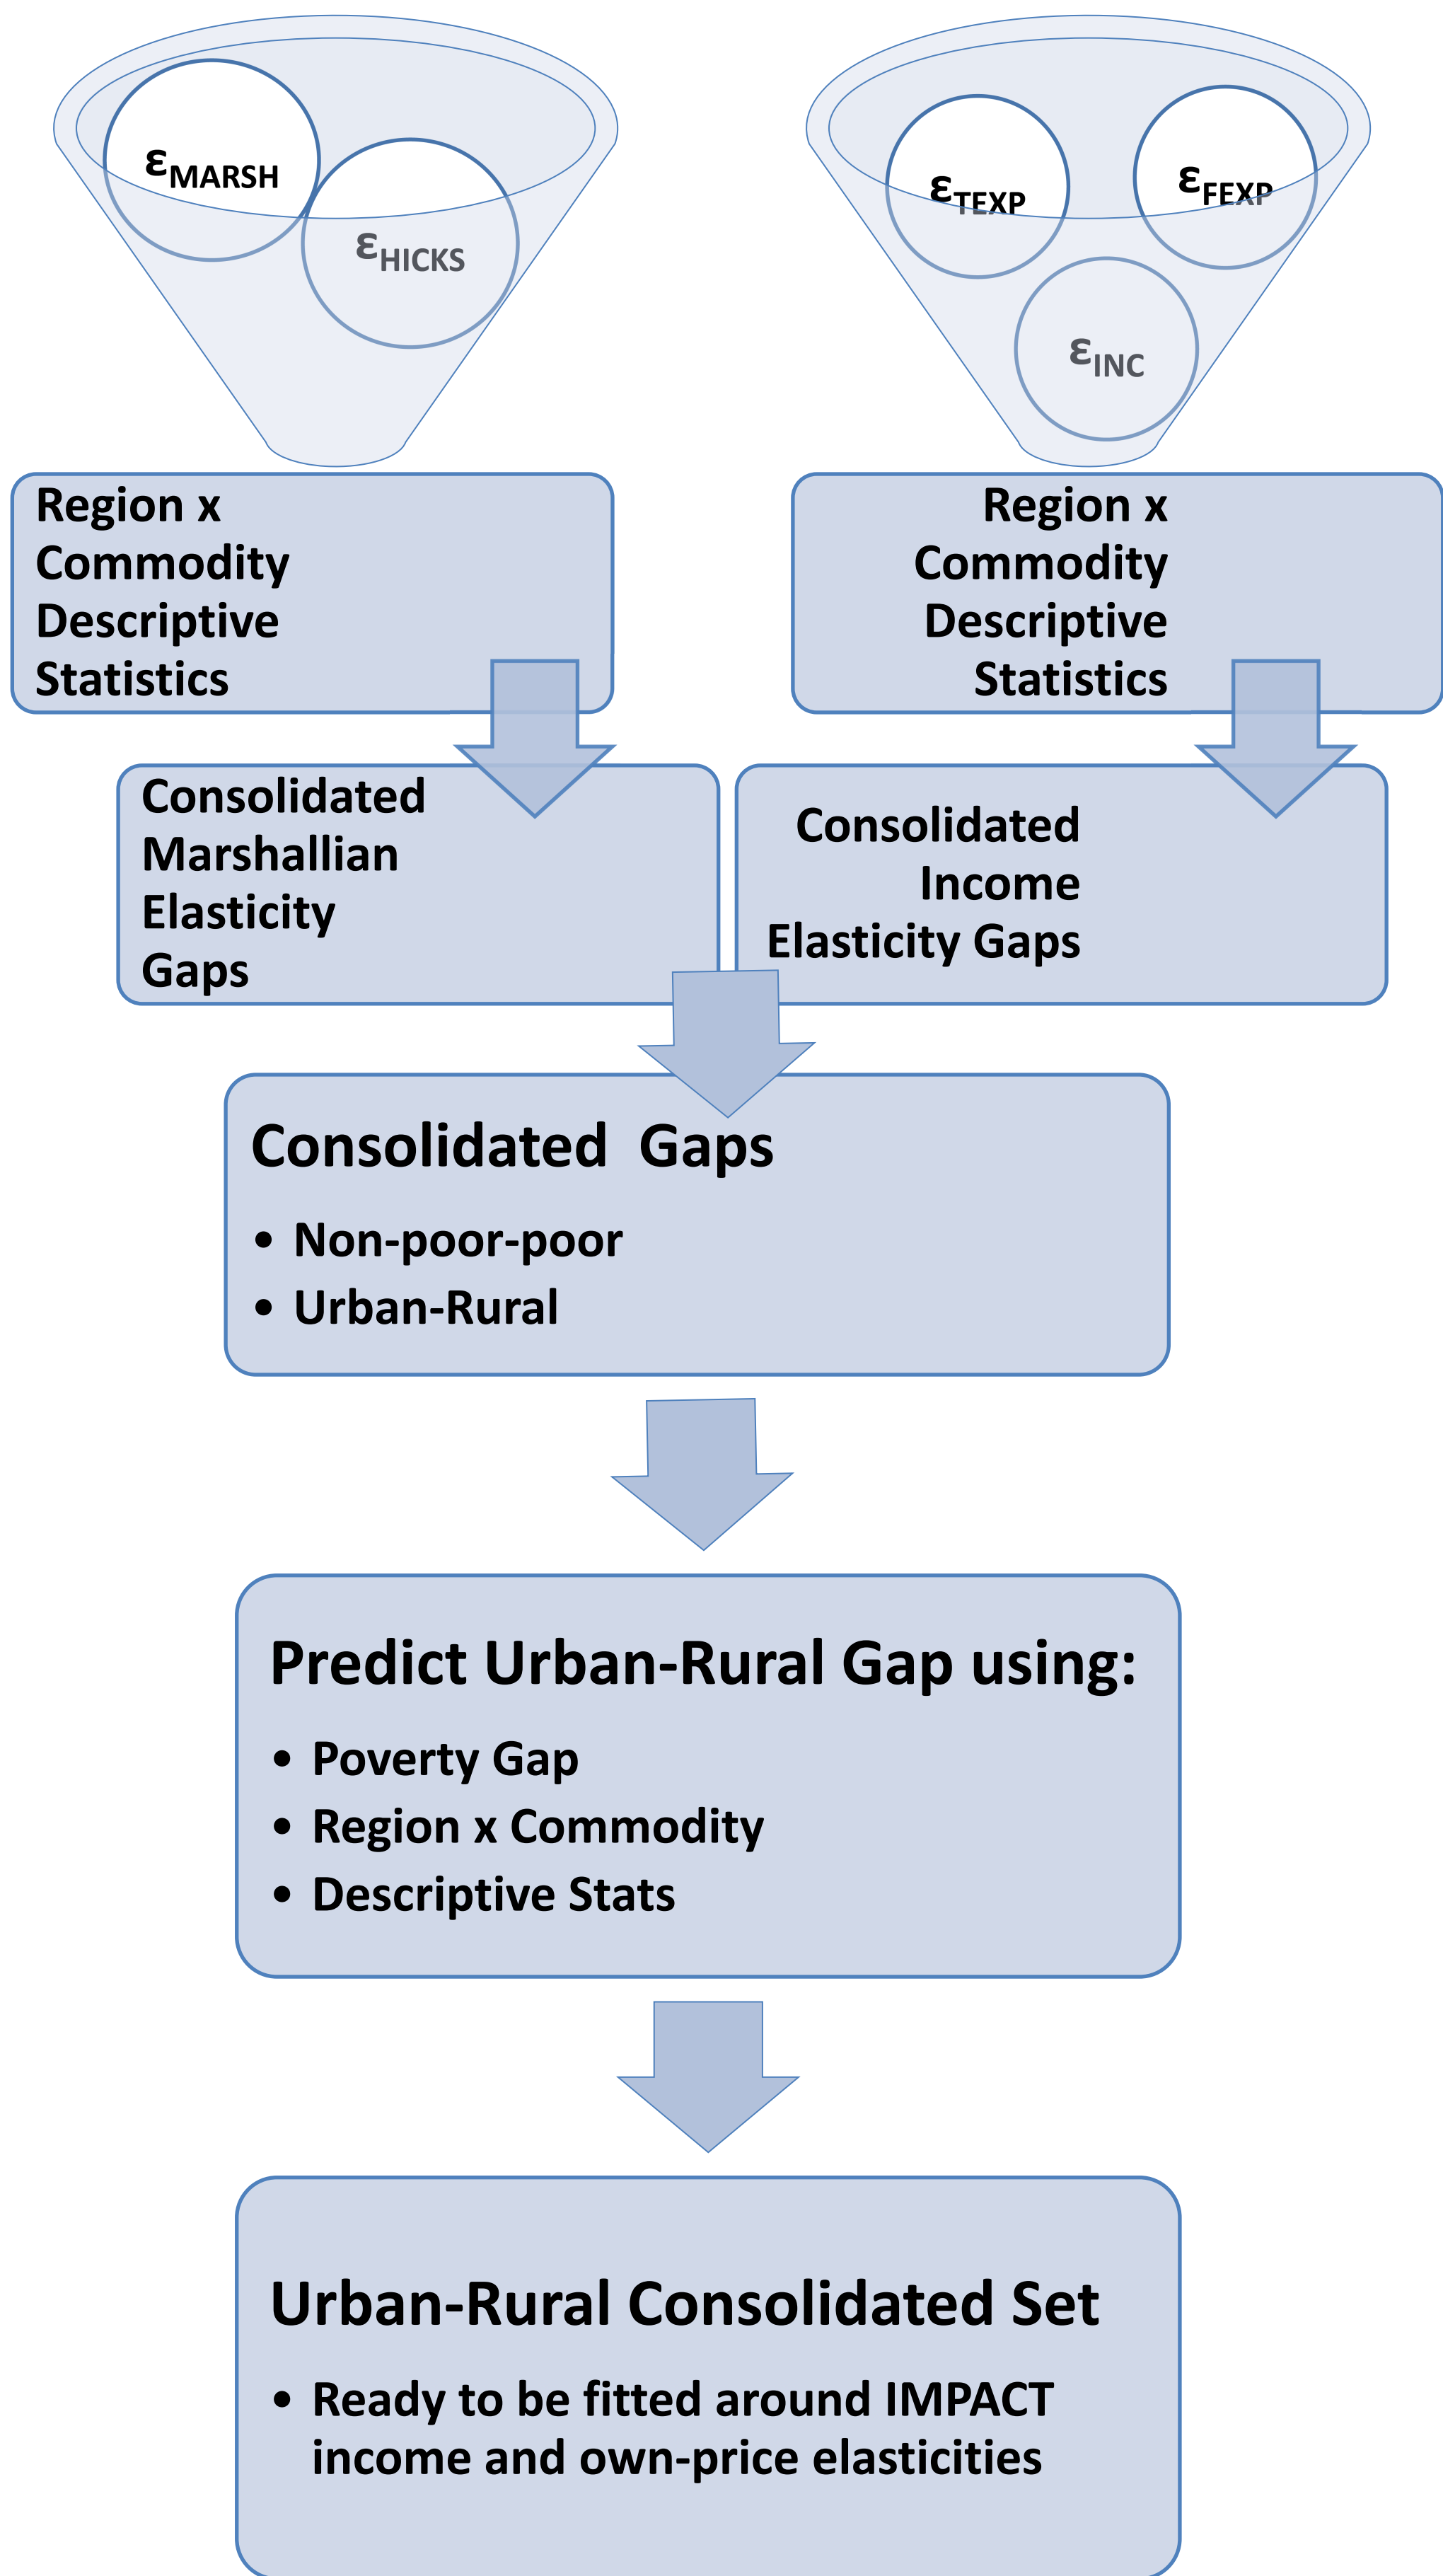 εMARSH
εHICKS
εTEXP
εFEXP
εINC
Region x
Commodity
Descriptive
Statistics
Region x
Commodity
Descriptive
Statistics
Consolidated
Marshallian
Elasticity
Gaps
Consolidated
Income
Elasticity Gaps
Consolidated Gaps
• Non-poor-poor
• Urban-Rural
Predict Urban-Rural Gap using:
• Poverty Gap
• Region x Commodity
• Descriptive Stats
Urban-Rural Consolidated Set
• Ready to be fitted around IMPACT
income and own-price elasticities